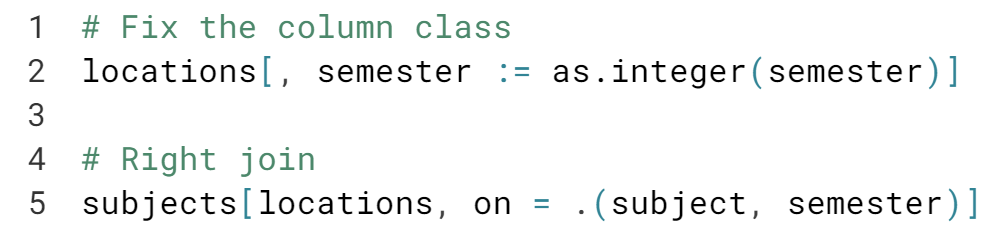 1 # Fix the column class
2 locations[, semester := as.integer(semester)]
3
4 # Right join
5 subjects[locations, on = .(subject, semester)]